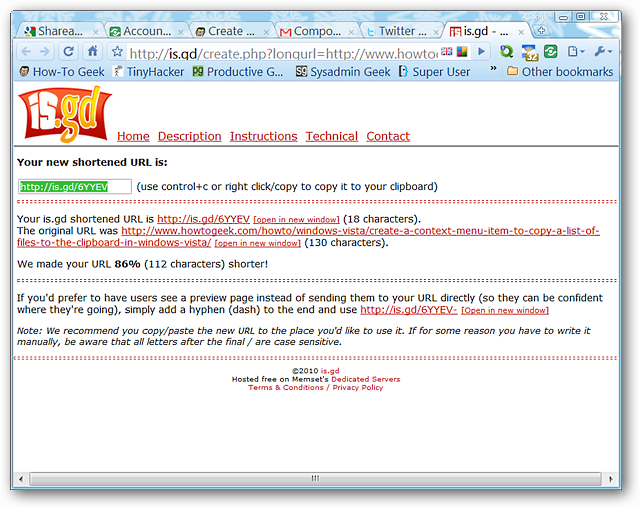 Sharea...
Accoun...
Create ...
Compo...
Twitter ...
is.gd - ...
http://is.gd/create.php?longurl=http://www.howto
32
How-To Geek
TinyHacker
Productive G...
Sysadmin Geek
Super User
»
Other bookmarks
is.gd
Home Description Instructions Technical Contact
Your new shortened URL is:
http://is.gd/6YYEV (use control+c or right click/copy to copy it to your clipboard)
Your is.gd shortened URL is http://is.gd/6YYEV [open in new window] (18 characters).
The original URL was http://www.howtogeek.com/howto/windows-vista/create-a-context-menu-item-to-copy-a-list-of-
files-to-the-clipboard-in-windows-vista/ [open in new window] (130 characters).
We made your URL 86% (112 characters) shorter!
If you'd prefer to have users see a preview page instead of sending them to your URL directly (so they can be confident
where they're going), simply add a hyphen (dash) to the end and use http://is.gd/6YYEV- [Open in new window]
Note: We recommend you copy/paste the new URL to the place you'd like to use it. If for some reason you have to write it
manually, be aware that all letters after the final / are case sensitive.
©2010 is.gd
Hosted free on Memset's Dedicated Servers
Terms & Conditions / Privacy Policy